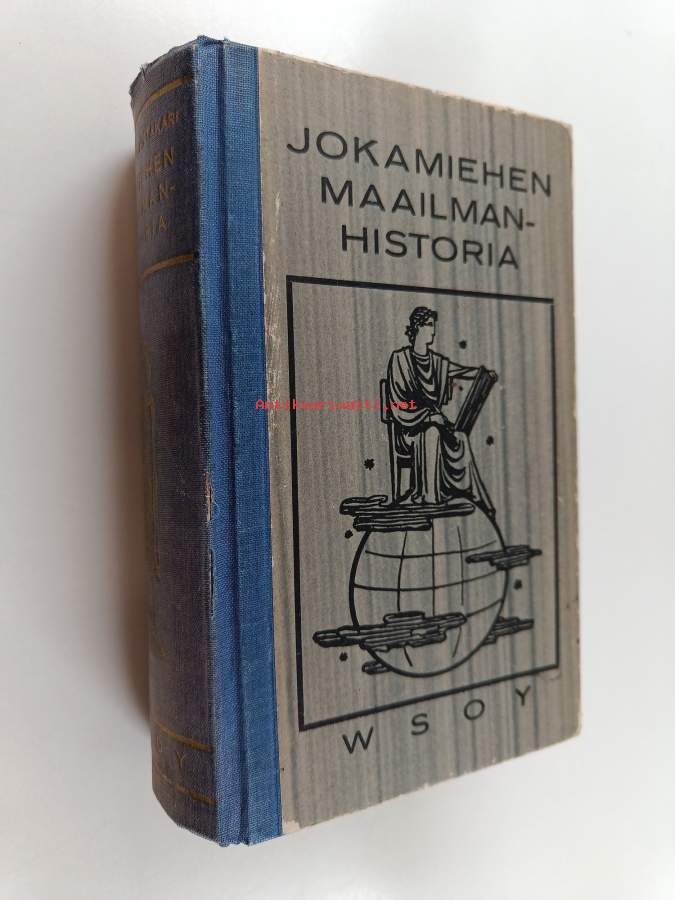 JOKAMIEHEN
MAAILMAN-
HISTORIA
Antikvariaatti.net
WSOY